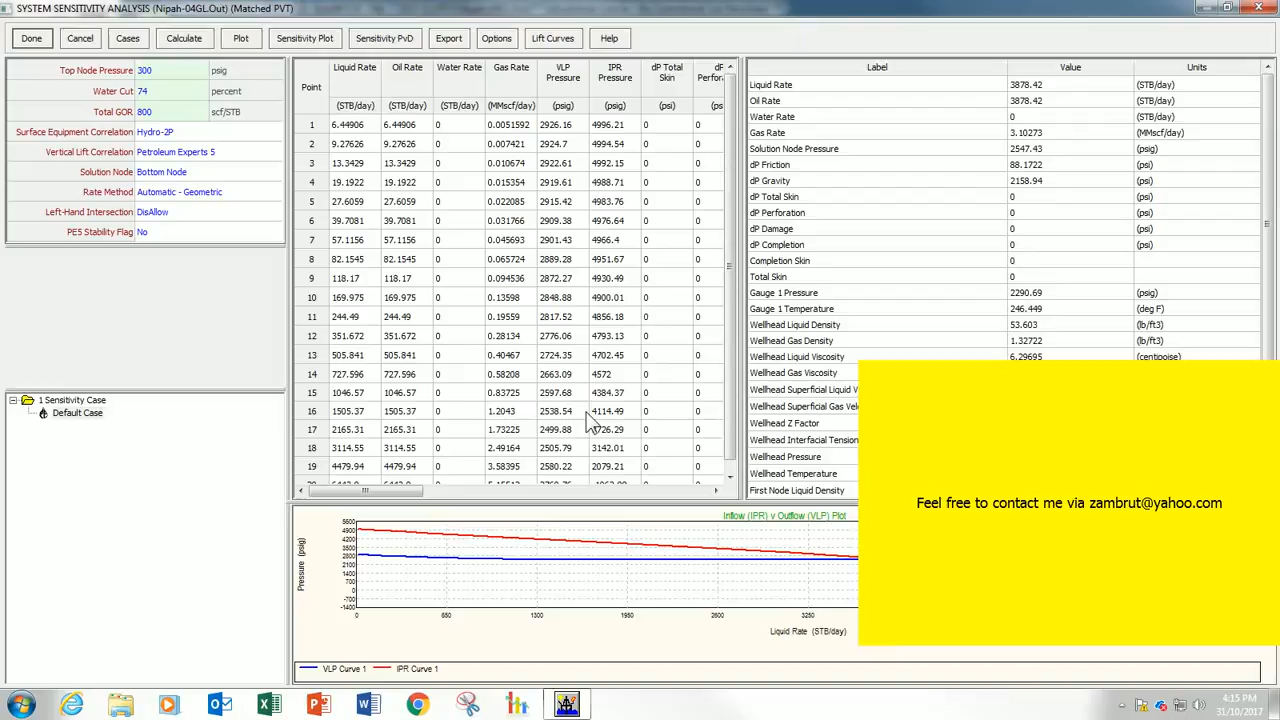 SYSTEM SENSITIVITY ANALYSIS (Nipah-04GL.Out) (Matched PVT)
Done Cancel Cases Calculate Plot Sensitivity Plot Sensitivity PvD Export Options Lift Curves Help
Top Node Pressure 300 psig
Water Cut 74 percent
Total GOR 800 scf/STB
Surface Equipment Correlation Hydro-2P
Vertical Lift Correlation Petroleum Experts 5
Solution Node Bottom Node
Rate Method Automatic - Geometric
Left-Hand Intersection DisAllow
PE5 Stability Flag No
1 Sensitivity Case
Default Case
Point Liquid Rate Oil Rate Water Rate Gas Rate VLP Pressure IPR Pressure dP Total Skin
(STB/day) (STB/day) (STB/day) (MMscf/day) (psig) (psig) (psi)
1 6.44906 6.44906 0 0.0051592 2926.16 4996.21 0 0
2 9.27626 9.27626 0 0.007421 2924.7 4994.54 0 0
3 13.3429 13.3429 0 0.010674 2922.61 4992.15 0 0
4 19.1922 19.1922 0 0.015354 2919.61 4988.71 0 0
5 27.6059 27.6059 0 0.022085 2915.42 4983.76 0 0
6 39.7081 39.7081 0 0.031766 2909.38 4976.64 0 0
7 57.1156 57.1156 0 0.045693 2901.43 4966.4 0 0
8 82.1545 82.1545 0 0.065724 2889.28 4951.67 0 0
9 118.17 118.17 0 0.094536 2872.27 4930.49 0 0
10 169.975 169.975 0 0.13598 2848.88 4900.01 0 0
11 244.49 244.49 0 0.19559 2817.52 4856.18 0 0
12 351.672 351.672 0 0.28134 2776.06 4793.13 0 0
13 505.841 505.841 0 0.40467 2724.35 4702.45 0 0
14 727.596 727.596 0 0.58208 2663.09 4572 0 0
15 1046.57 1046.57 0 0.83725 2597.68 4384.37 0 0
16 1505.37 1505.37 0 1.2043 2538.54 4114.49 0 0
17 2165.31 2165.31 0 1.73225 2499.88 0 0
18 3114.55 3114.55 0 2.49164 2505.79 3142.01 0 0
19 4479.94 4479.94 0 3.58395 2580.22 2079.21 0 0
Label Value Units
Liquid Rate 3878.42 (STB/day)
Oil Rate 3878.42 (STB/day)
Water Rate 0 (STB/day)
Gas Rate 3.10273 (MMscf/day)
Solution Node Pressure 2547.43 (psig)
dP Friction 88.1722 (psi)
dP Gravity 2158.94 (psi)
dP Total Skin 0 (psi)
dP Perforation 0 (psi)
dP Damage 0 (psi)
dP Completion 0 (psi)
Completion Skin 0
Total Skin 0
Gauge 1 Pressure 2290.69 (psig)
Gauge 1 Temperature 246.449 (deg F)
Wellhead Liquid Density 53.603 (lb/ft3)
Wellhead Gas Density 1.32722 (lb/ft3)
Wellhead Liquid Viscosity 6.29695 (centipoise)
Wellhead Gas Viscosity
Wellhead Superficial Liquid
Wellhead Superficial Gas
Wellhead Z Factor
Wellhead Interfacial Tension
Wellhead Pressure
Wellhead Temperature
First Node Liquid Density
Feel free to contact me via zambrut@yahoo.com
Inflow (IPR) v Outflow (VLP) Plot
Pressure (psig)
5600
4900
4200
3500
2800
2100
1400
700
0
-700
-1400
0 650 1300 1950 2600 3250
Liquid Rate (STB/day)
VLP Curve 1 IPR Curve 1
4:15 PM
31/10/2017